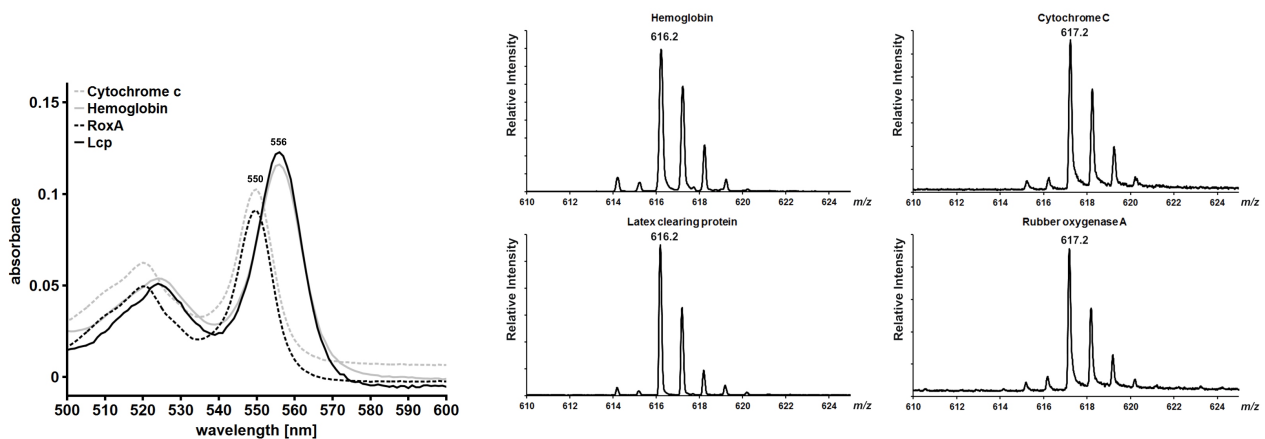 Cytochrome c
Hemoglobin
RoxA
Lcp
556
550
0.15
0.1
0.05
0
absorbance
500 510 520 530 540 550 560 570 580 590 600
wavelength [nm]
Hemoglobin
616.2
Relative Intensity
610 612 614 616 618 620 622 624 m/z
Cytochrome C
617.2
Relative Intensity
610 612 614 616 618 620 622 624 m/z
Latex clearing protein
616.2
Relative Intensity
610 612 614 616 618 620 622 624 m/z
Rubber oxygenase A
617.2
Relative Intensity
610 612 614 616 618 620 622 624 m/z